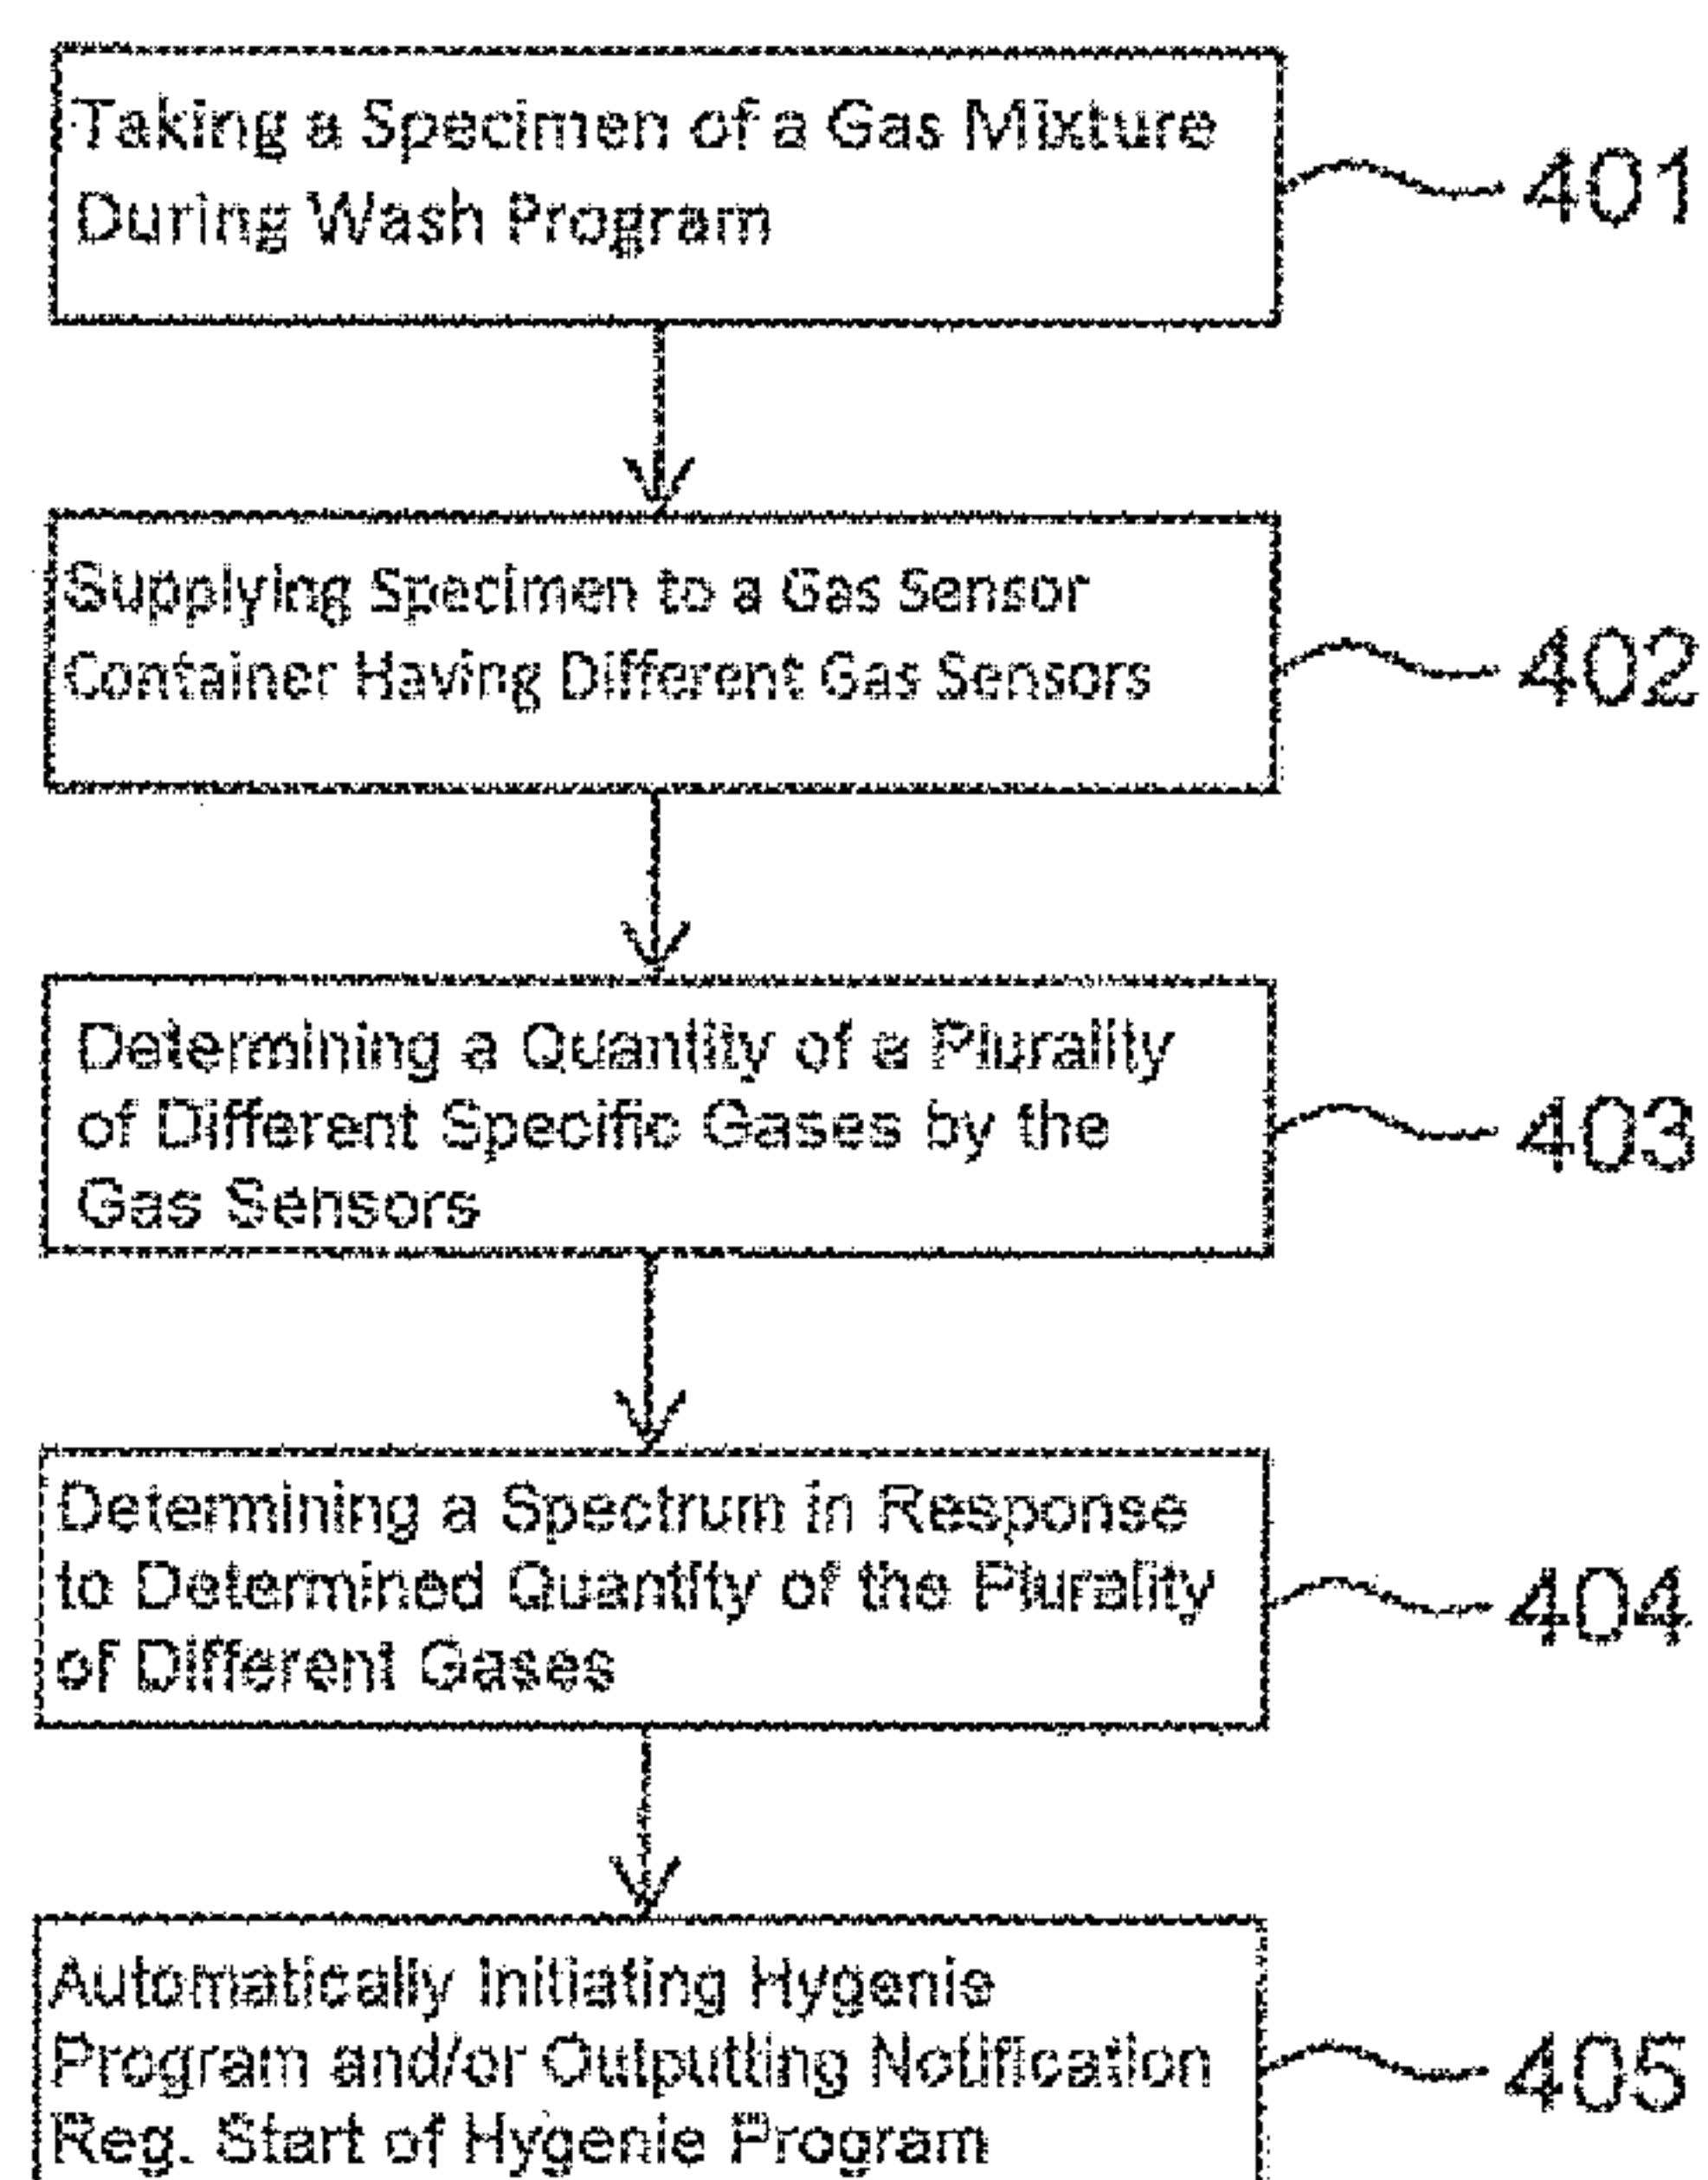 Taking a Specimen of a Gas Mixture
During Wash Program
401
Supplying Specimen to a Gas Sensor
Container Having Different Gas Sensors
402
Determining a Quantity of a Plurality
of Different Specific Gases by the
Gas Sensors
403
Determining a Spectrum in Response
to Determined Quantity of the Plurality
of Different Gases
404
Automatically Initiating Hygenie
Program and/or Outputting Notification
Reg. Start of Hygenie Program
405